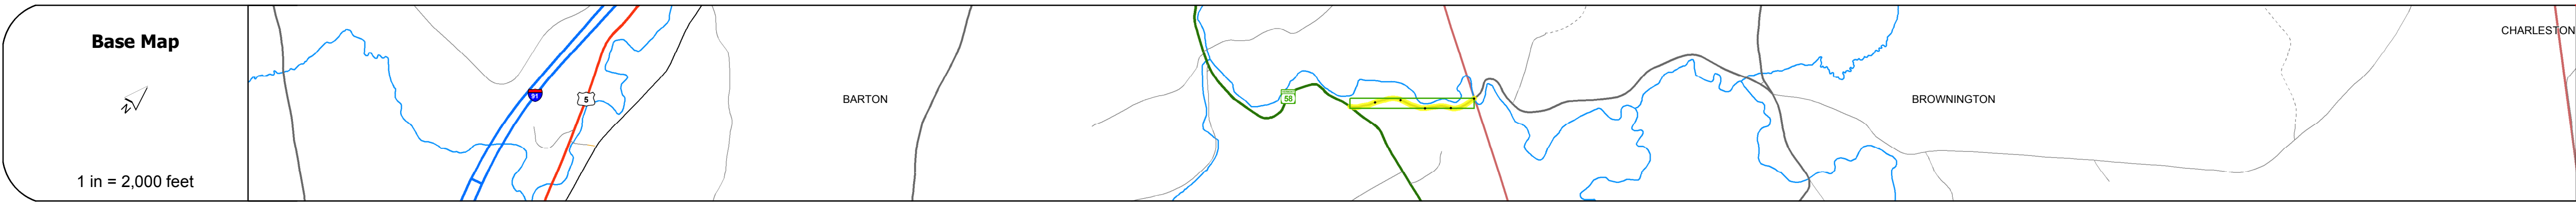 Base Map
N
1 in = 2,000 feet
91
5
BARTON
58
BROWNINGTON
CHARLESTON